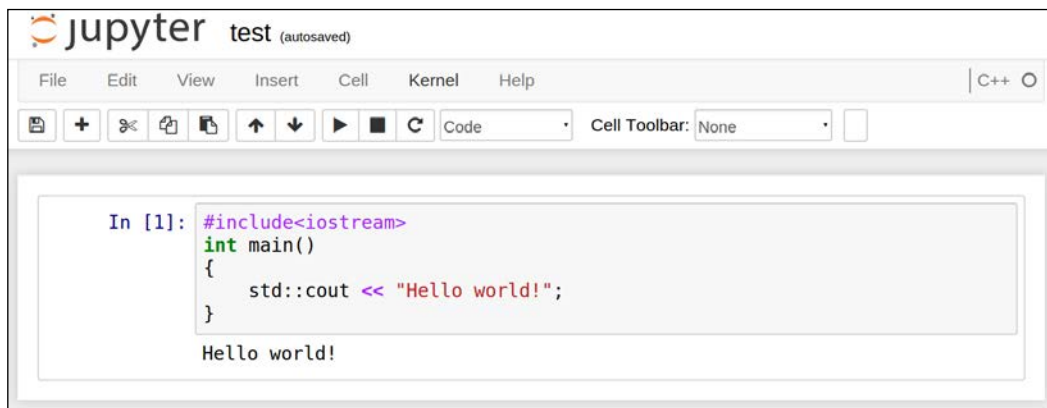 jupyter test (autosaved)
File Edit View Insert Cell Kernel Help C++
Code Cell Toolbar: None
In [1]: #include<iostream>
int main()
{
    std::cout << "Hello world!";
}
Hello world!